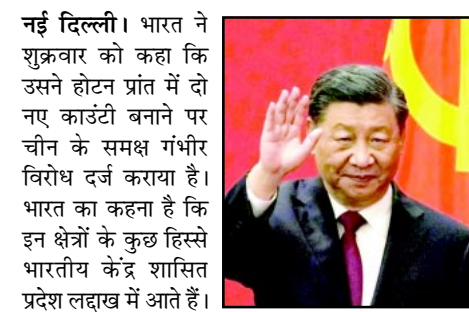 नई दिल्ली। भारत ने
शुक्रवार को कहा कि
उसने होटन प्रांत में दो
नए काउंटी बनाने पर
चीन के समक्ष गंभीर
विरोध दर्ज कराया है।
भारत का कहना है कि
इन क्षेत्रों के कुछ हिस्से
भारतीय केंद्र शासित
प्रदेश लद्दाख में आते हैं।